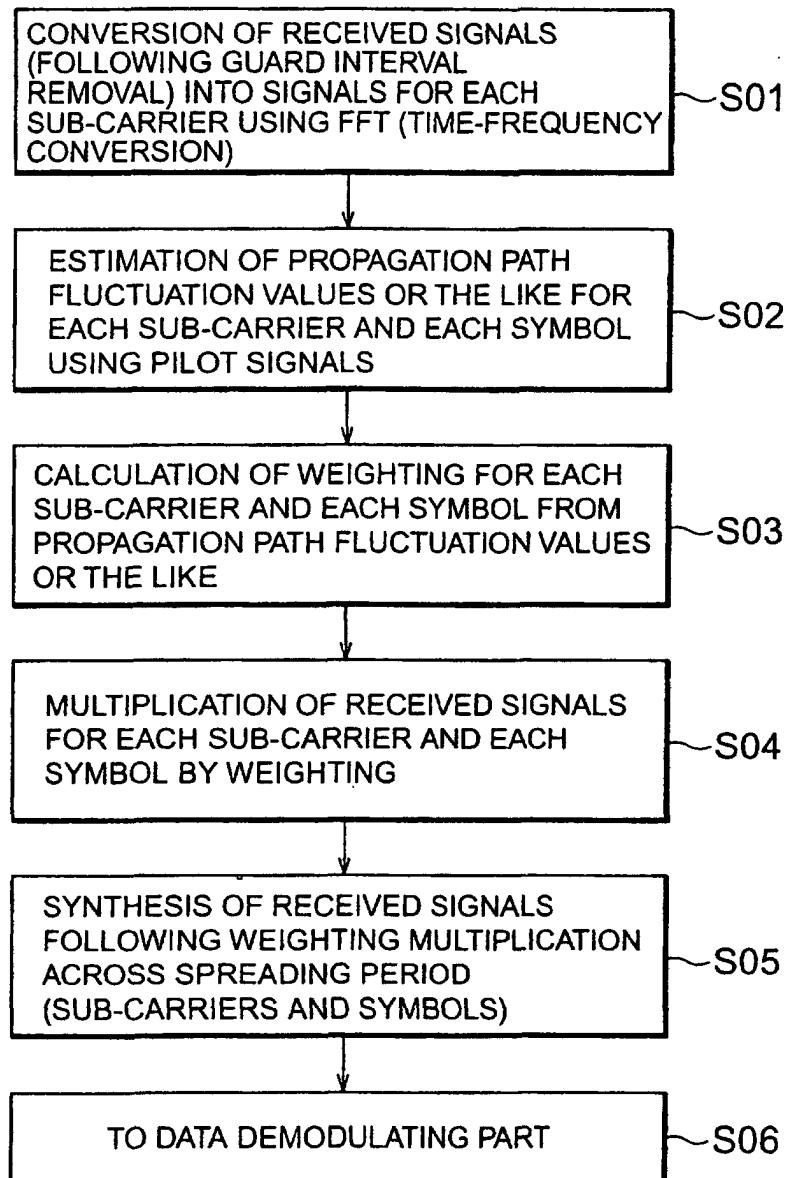 CONVERSION OF RECEIVED SIGNALS
(FOLLOWING GUARD INTERVAL
REMOVAL) INTO SIGNALS FOR EACH
SUB-CARRIER USING FFT (TIME-FREQUENCY
CONVERSION)
S01
ESTIMATION OF PROPAGATION PATH
FLUCTUATION VALUES OR THE LIKE FOR
EACH SUB-CARRIER AND EACH SYMBOL
USING PILOT SIGNALS
S02
CALCULATION OF WEIGHTING FOR EACH
SUB-CARRIER AND EACH SYMBOL FROM
PROPAGATION PATH FLUCTUATION VALUES
OR THE LIKE
S03
MULTIPLICATION OF RECEIVED SIGNALS
FOR EACH SUB-CARRIER AND EACH
SYMBOL BY WEIGHTING
S04
SYNTHESIS OF RECEIVED SIGNALS
FOLLOWING WEIGHTING MULTIPLICATION
ACROSS SPREADING PERIOD
(SUB-CARRIERS AND SYMBOLS)
S05
TO DATA DEMODULATING PART
S06